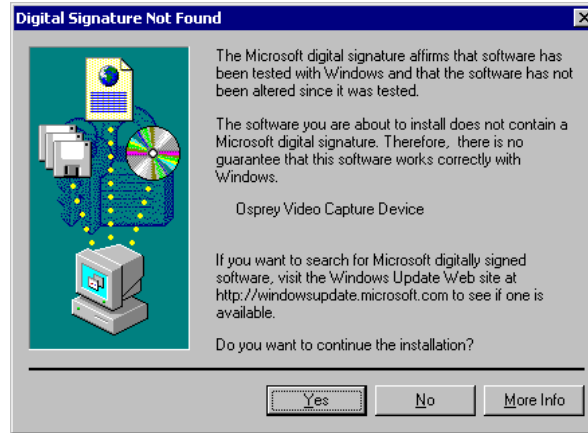 Digital Signature Not Found
The Microsoft digital signature affirms that software has
been tested with Windows and that the software has not
been altered since it was tested.
The software you are about to install does not contain a
Microsoft digital signature. Therefore, there is no
guarantee that this software works correctly with
Windows.
Osprey Video Capture Device
If you want to search for Microsoft digitally signed
software, visit the Windows Update Web site at
http://windowsupdate.microsoft.com to see if one is
available.
Do you want to continue the installation?
Yes No More Info